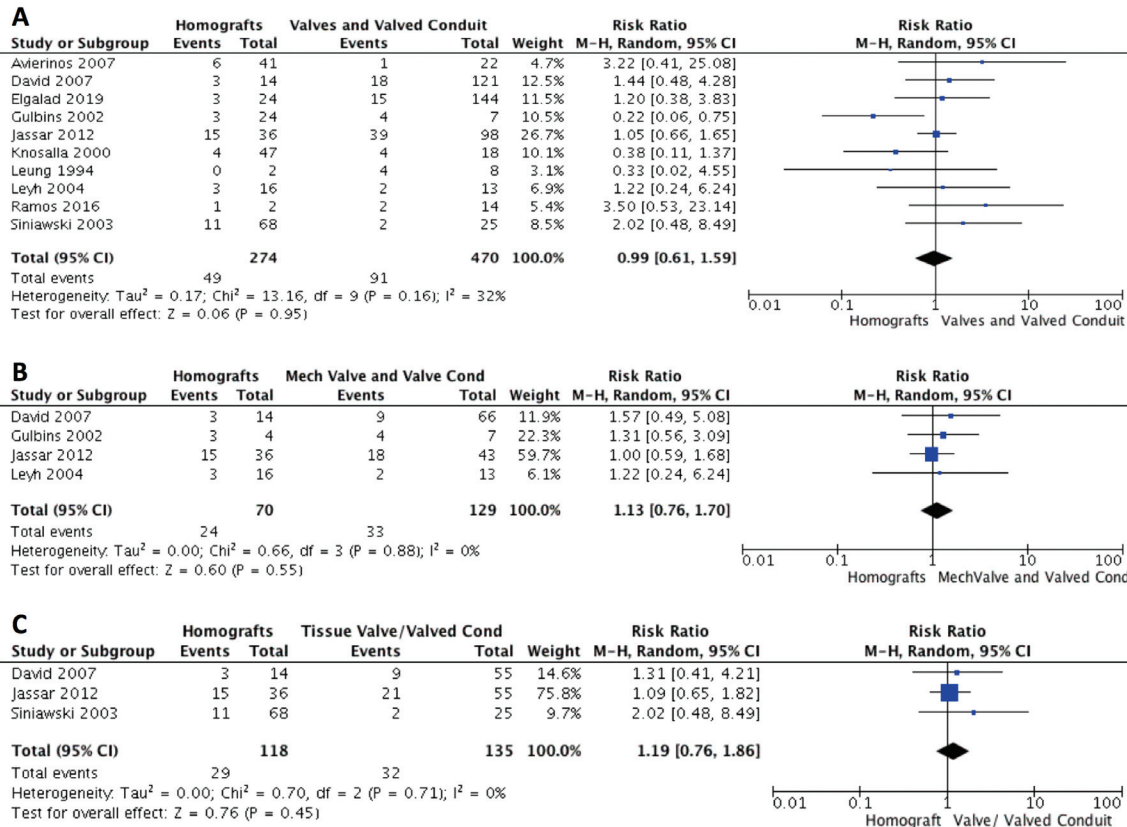 A
Homografts Valves and Valved Conduit Risk Ratio Risk Ratio
Study or Subgroup Events Total Events Total Weight M-H, Random, 95% CI M-H, Random, 95% CI
Avierinos 2007 6 41 1 22 4.7% 3.22 [0.41, 25.08]
David 2007 3 14 18 121 12.5% 1.44 [0.48, 4.28]
Elgalad 2019 3 24 15 144 11.5% 1.20 [0.38, 3.83]
Gulbins 2002 3 24 4 7 10.5% 0.22 [0.06, 0.75]
Jassar 2012 15 36 39 98 26.7% 1.05 [0.66, 1.65]
Knosalla 2000 4 47 4 18 10.1% 0.38 [0.11, 1.37]
Leung 1994 0 2 4 8 3.1% 0.33 [0.02, 4.55]
Leyh 2004 3 16 2 13 6.9% 1.22 [0.24, 6.24]
Ramos 2016 1 2 2 14 5.4% 3.50 [0.53, 23.14]
Siniawski 2003 11 68 2 25 8.5% 2.02 [0.48, 8.49]
Total (95% CI) 274 470 100.0% 0.99 [0.61, 1.59]
Total events 49 91
Heterogeneity: Tau² = 0.17; Chi² = 13.16, df = 9 (P = 0.16); I² = 32%
Test for overall effect: Z = 0.06 (P = 0.95)
0.01 0.1 1 10 100
Homografts Valves and Valved Conduit
B
Homografts Mech Valve and Valve Cond Risk Ratio Risk Ratio
Study or Subgroup Events Total Events Total Weight M-H, Random, 95% CI M-H, Random, 95% CI
David 2007 3 14 9 66 11.9% 1.57 [0.49, 5.08]
Gulbins 2002 3 4 4 7 22.3% 1.31 [0.56, 3.09]
Jassar 2012 15 36 18 43 59.7% 1.00 [0.59, 1.68]
Leyh 2004 3 16 2 13 6.1% 1.22 [0.24, 6.24]
Total (95% CI) 70 129 100.0% 1.13 [0.76, 1.70]
Total events 24 33
Heterogeneity: Tau² = 0.00; Chi² = 0.66, df = 3 (P = 0.88); I² = 0%
Test for overall effect: Z = 0.60 (P = 0.55)
0.01 0.1 1 10 100
Homografts MechValve and Valved Cond
C
Homografts Tissue Valve/Valved Cond Risk Ratio Risk Ratio
Study or Subgroup Events Total Events Total Weight M-H, Random, 95% CI M-H, Random, 95% CI
David 2007 3 14 9 55 14.6% 1.31 [0.41, 4.21]
Jassar 2012 15 36 21 55 75.8% 1.09 [0.65, 1.82]
Siniawski 2003 11 68 2 25 9.7% 2.02 [0.48, 8.49]
Total (95% CI) 118 135 100.0% 1.19 [0.76, 1.86]
Total events 29 32
Heterogeneity: Tau² = 0.00; Chi² = 0.70, df = 2 (P = 0.71); I² = 0%
Test for overall effect: Z = 0.76 (P = 0.45)
0.01 0.1 1 10 100
Homograft Valve/ Valved Conduit